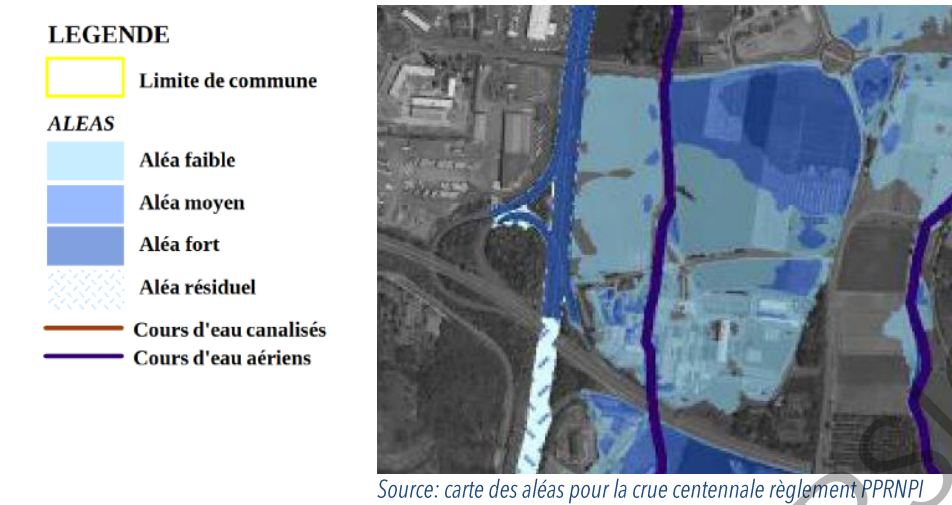 LEGENDE
Limite de commune
ALEAS
Aléa faible
Aléa moyen
Aléa fort
Aléa résiduel
Cours d'eau canalisés
Cours d'eau aériens
Source: carte des aléas pour la crue centennale règlement PPRNPI